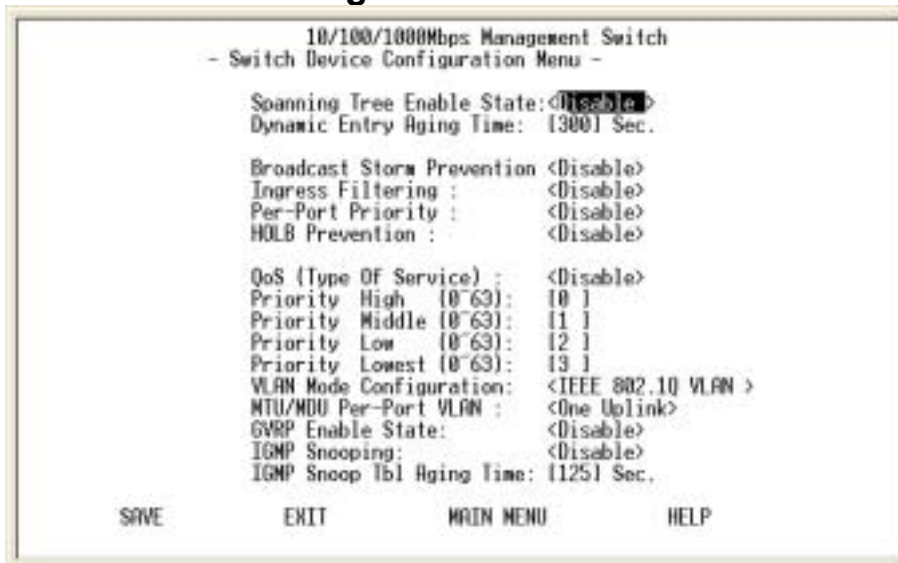 10/100/1000Mbps Management Switch
- Switch Device Configuration Menu -
Spanning Tree Enable State:<Disable >
Dynamic Entry Aging Time: [300] Sec.
Broadcast Storm Prevention <Disable>
Ingress Filtering : <Disable>
Per-Port Priority : <Disable>
HOLB Prevention : <Disable>
QoS (Type Of Service) : <Disable>
Priority High (0~63): [0 ]
Priority Middle (0~63): [1 ]
Priority Low (0~63): [2 ]
Priority Lowest (0~63): [3 ]
VLAN Mode Configuration: <IEEE 802.1Q VLAN >
MTU/MDU Per-Port VLAN : <One Uplink>
GVRP Enable State: <Disable>
IGMP Snooping: <Disable>
IGMP Snoop Tbl Aging Time: [125] Sec.
SAVE EXIT MAIN MENU HELP